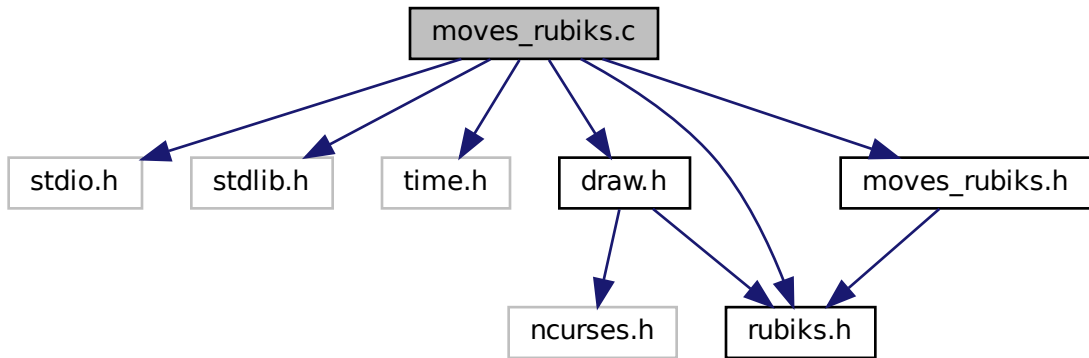 moves_rubiks.c
stdio.h
stdlib.h
time.h
draw.h
moves_rubiks.h
ncurses.h
rubiks.h